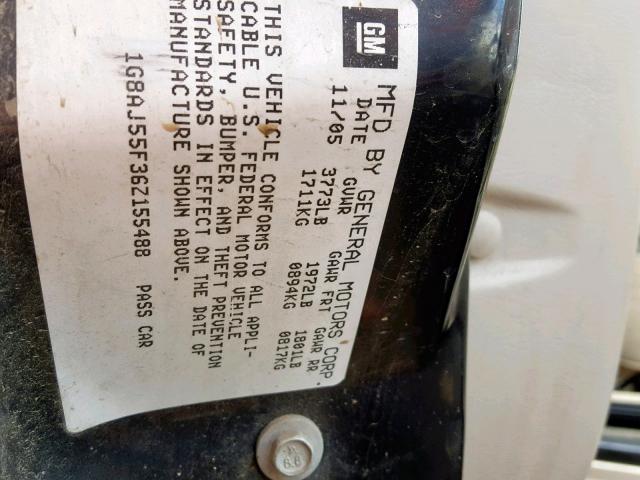 GM
MFD BY GENERAL MOTORS CORP.
DATE GVWR GAWR FRT GAWR RR
11/05 3773LB 1972LB 1801LB
1711KG 0894KG 0817KG
THIS VEHICLE CONFORMS TO ALL APPLI-
CABLE U.S. FEDERAL MOTOR VEHICLE
SAFETY, BUMPER, AND THEFT PREVENTION
STANDARDS IN EFFECT ON THE DATE OF
MANUFACTURE SHOWN ABOVE.
1G8AJ55F36Z155488 PASS CAR